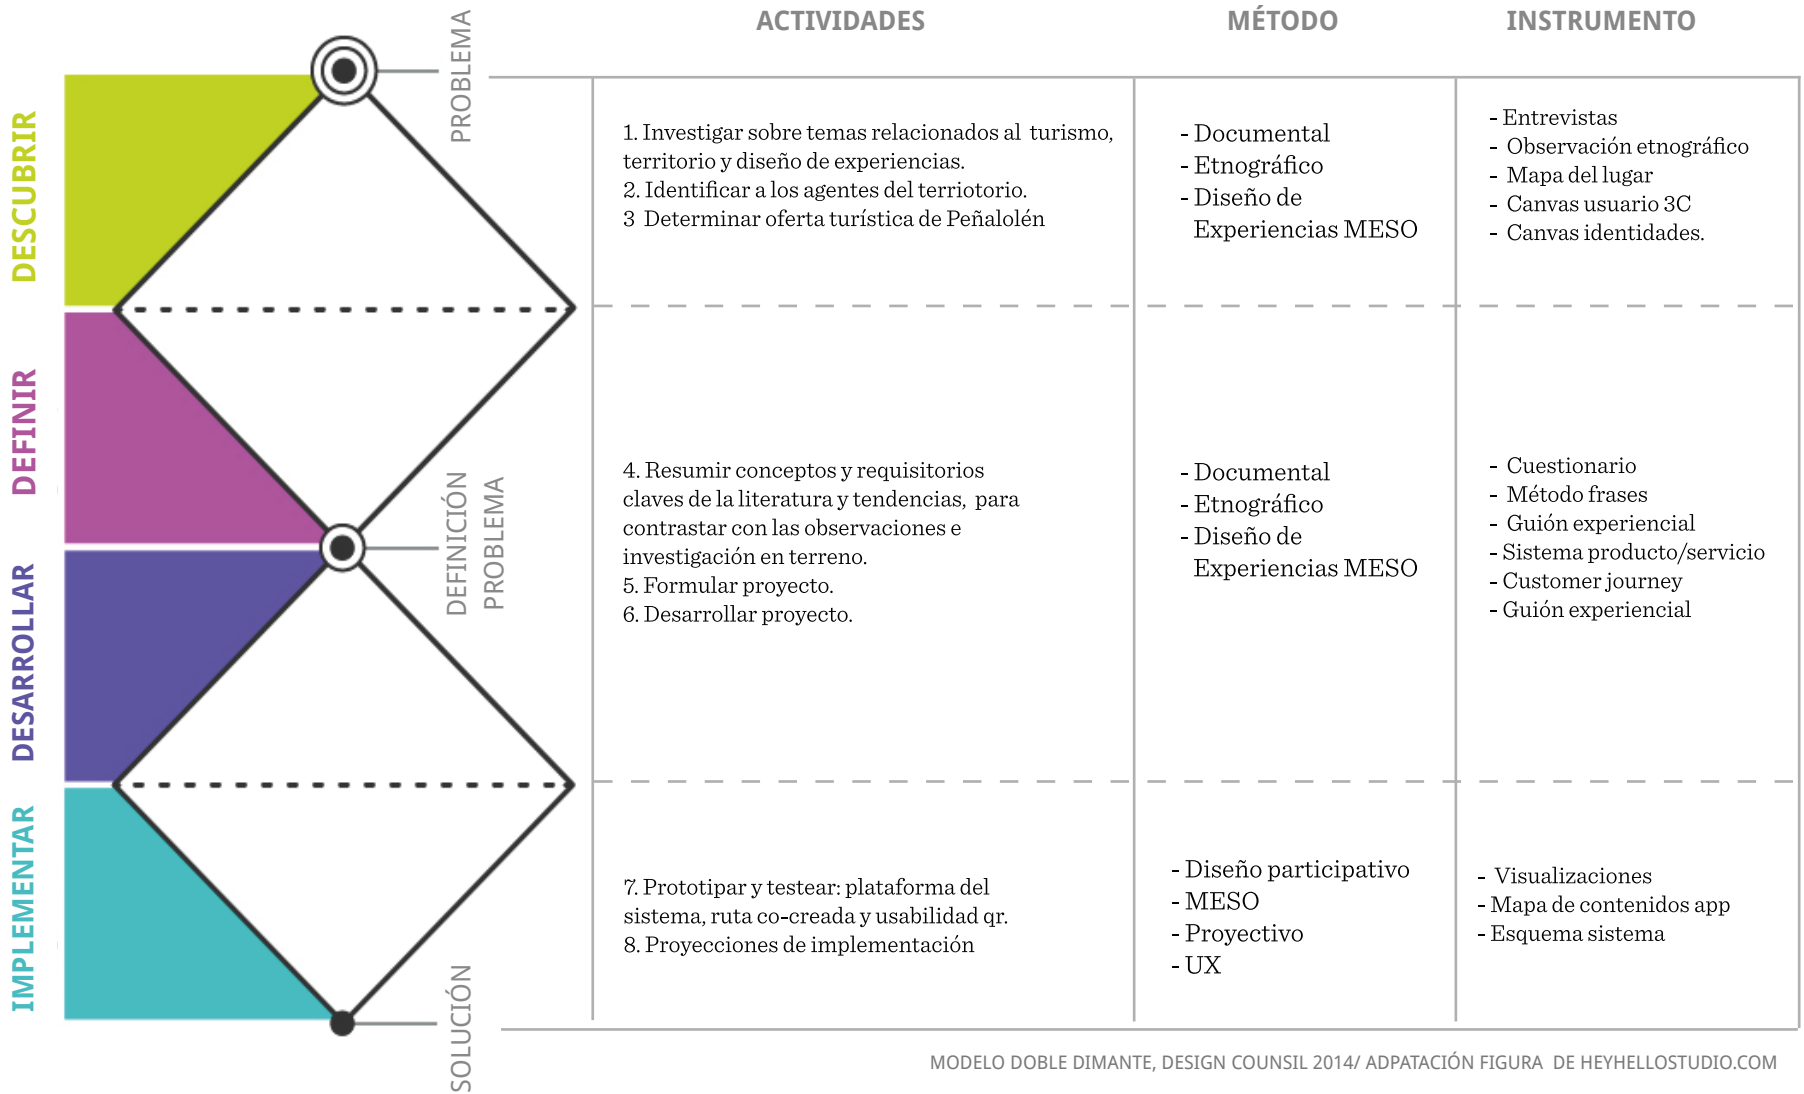 ACTIVIDADES
MÉTODO
INSTRUMENTO
DESCUBRIR
PROBLEMA
1. Investigar sobre temas relacionados al turismo,
territorio y diseño de experiencias.
2. Identificar a los agentes del terriotorio.
3 Determinar oferta turística de Peñalolén
- Documental
- Etnográfico
- Diseño de
Experiencias MESO
- Entrevistas
- Observación etnográfico
- Mapa del lugar
- Canvas usuario 3C
- Canvas identidades.
DEFINIR
DEFINICIÓN
PROBLEMA
DESARROLLAR
4. Resumir conceptos y requisitorios
claves de la literatura y tendencias, para
contrastar con las observaciones e
investigación en terreno.
5. Formular proyecto.
6. Desarrollar proyecto.
- Documental
- Etnográfico
- Diseño de
Experiencias MESO
- Cuestionario
- Método frases
- Guión experiencial
- Sistema producto/servicio
- Customer journey
- Guión experiencial
IMPLEMENTAR
SOLUCIÓN
7. Prototipar y testear: plataforma del
sistema, ruta co-creada y usabilidad qr.
8. Proyecciones de implementación
- Diseño participativo
- MESO
- Proyectivo
- UX
- Visualizaciones
- Mapa de contenidos app
- Esquema sistema
MODELO DOBLE DIMANTE, DESIGN COUNSIL 2014/ ADPATACIÓN FIGURA DE HEYHELLOSTUDIO.COM